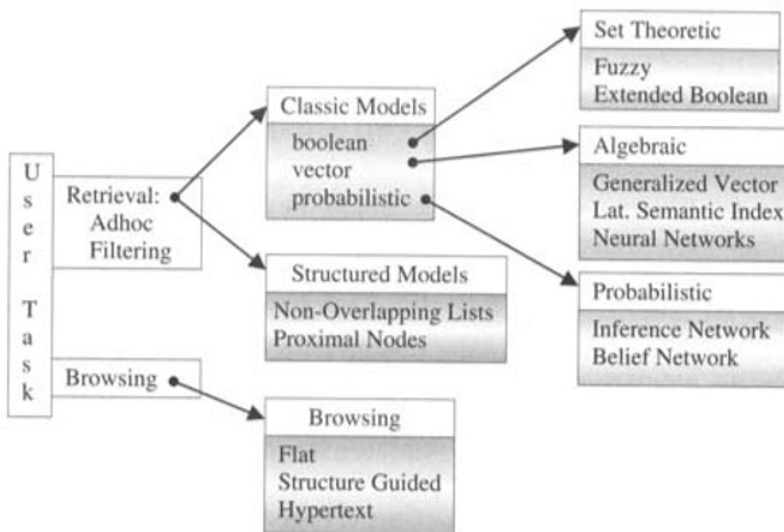 User Task
Retrieval:
Adhoc
Filtering
Browsing
Classic Models
boolean
vector
probabilistic
Structured Models
Non-Overlapping Lists
Proximal Nodes
Browsing
Flat
Structure Guided
Hypertext
Set Theoretic
Fuzzy
Extended Boolean
Algebraic
Generalized Vector
Lat. Semantic Index
Neural Networks
Probabilistic
Inference Network
Belief Network